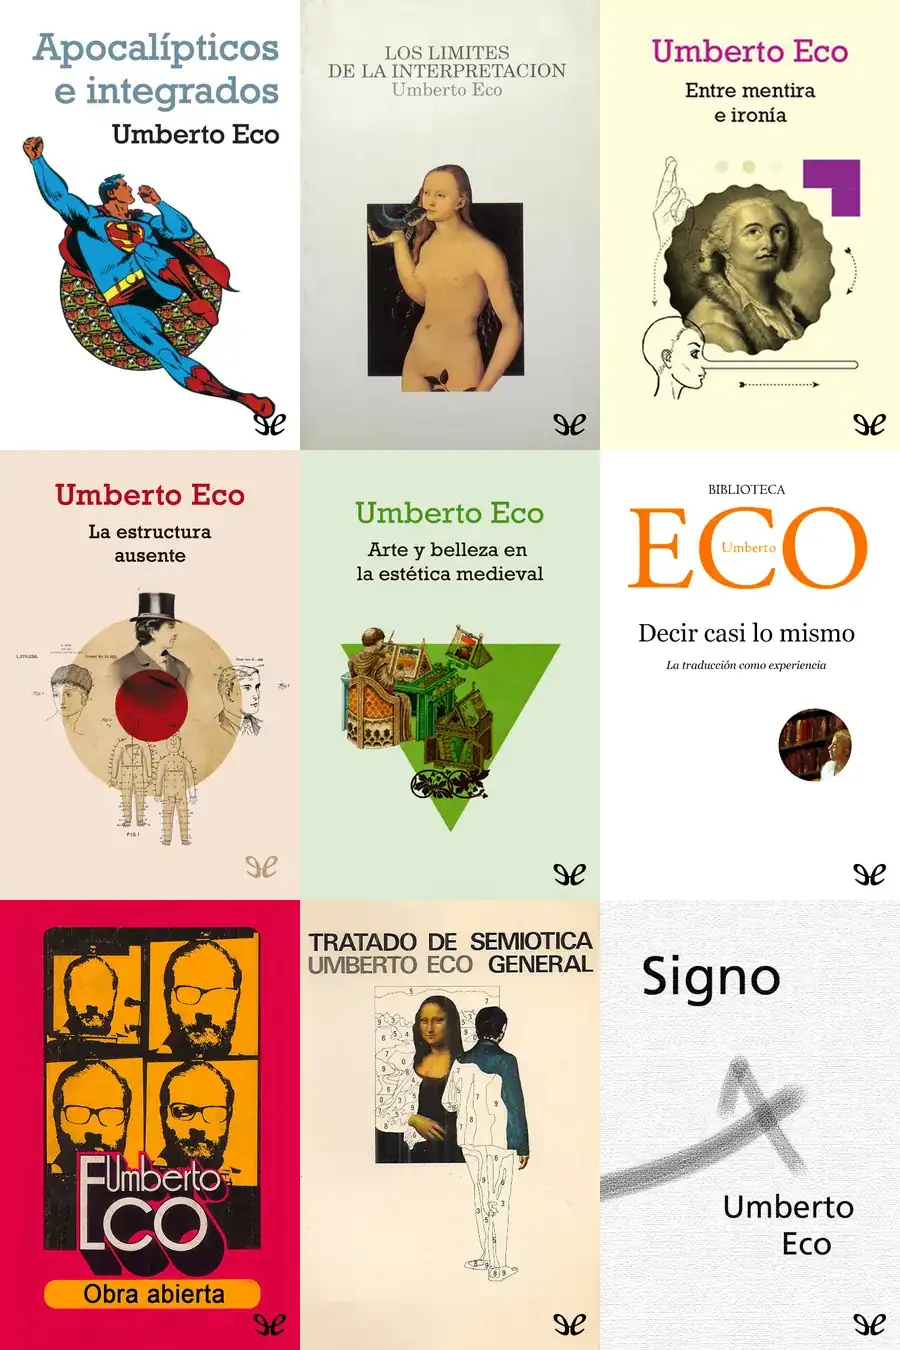 Apocalípticos
e integrados
Umberto Eco
LOS LIMITES
DE LA INTERPRETACION
Umberto Eco
Umberto Eco
Entre mentira
e ironía
Umberto Eco
La estructura
ausente
FIG 1
Umberto Eco
Arte y belleza en
la estética medieval
BIBLIOTECA
ECO
Umberto
Decir casi lo mismo
La traducción como experiencia
Umberto
ECO
Obra abierta
TRATADO DE SEMIOTICA
UMBERTO ECO GENERAL
Signo
Umberto
Eco